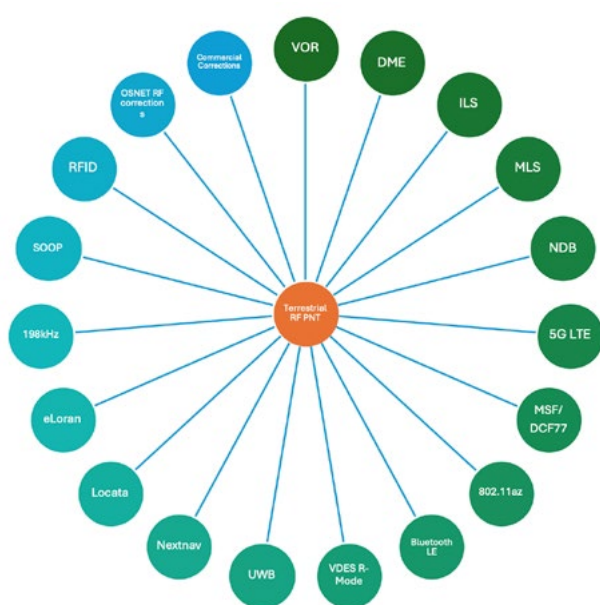 VOR
DME
ILS
MLS
NDB
5G LTE
MSF/
DCF77
802.11az
Bluetooth
LE
VDES R-
Mode
UWB
Nextnav
Locata
eLoran
198kHz
SOOP
RFID
OSNET RF
correction
s
Commercial
Corrections
Terrestrial
RF PNT